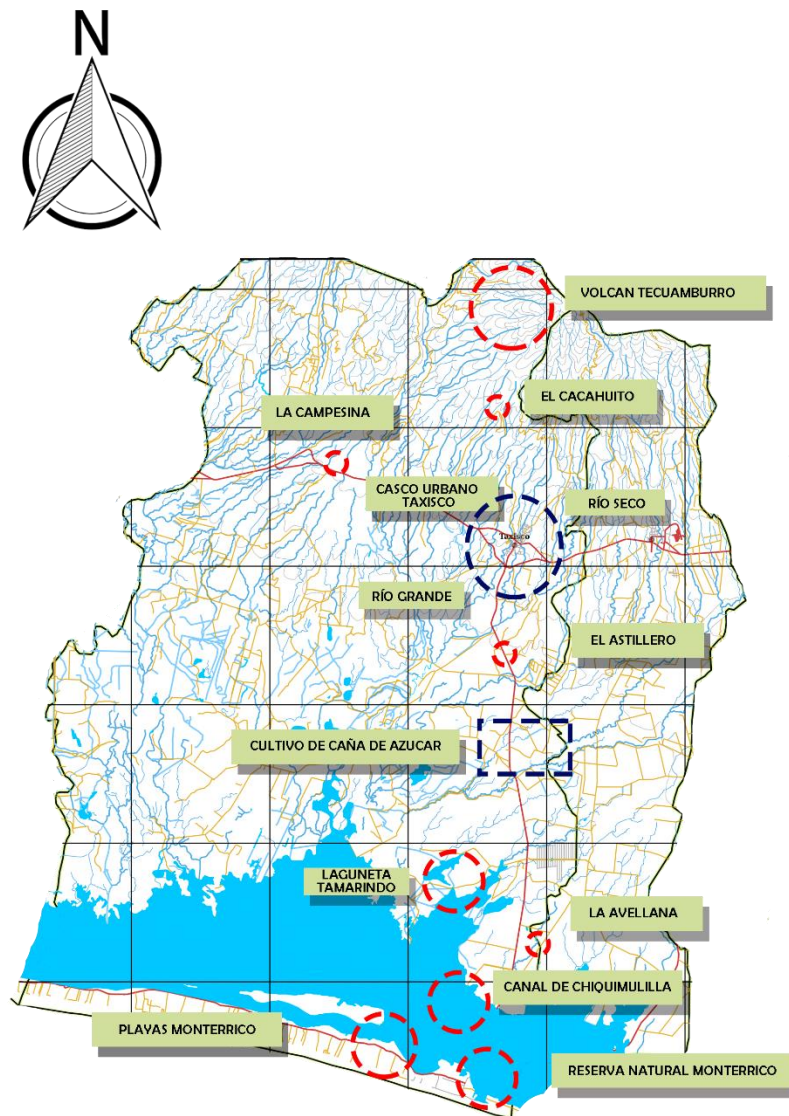 N
VOLCAN TECUAMBURRO
EL CACAHUITO
LA CAMPESINA
CASCO URBANO
TAXISCO
RÍO SECO
Taxisco
RÍO GRANDE
EL ASTILLERO
CULTIVO DE CAÑA DE AZUCAR
LAGUNETA
TAMARINDO
LA AVELLANA
CANAL DE CHIQUIMULILLA
PLAYAS MONTERRICO
RESERVA NATURAL MONTERRICO